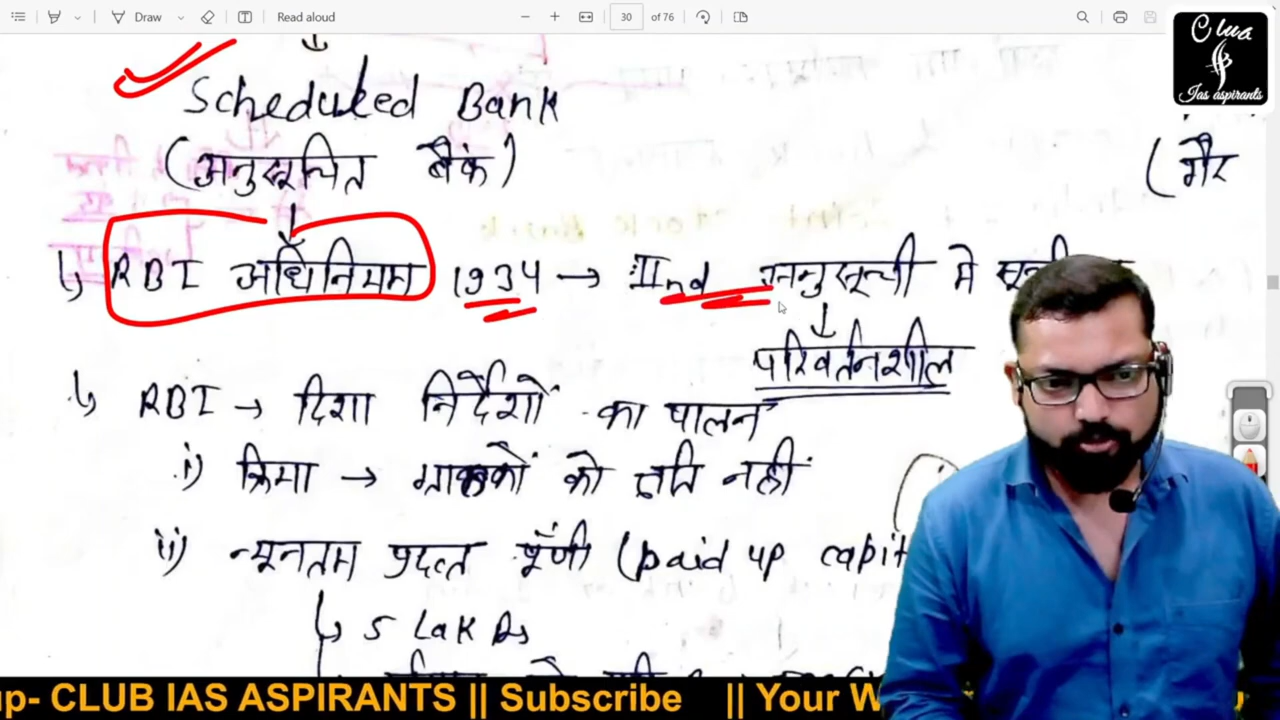 Draw
Read aloud
30
of 76
Clua
Ias aspirants
Scheduled Bank
(अनुसूचित बैंक)
(गैर
RBI अधिनियम 1934 → IInd अनुसूची मे
परिवर्तनशील
RBI → दिशा निर्देशों का पालन
i) क्रिया → ग्राहकों को क्षति नहीं
ii) न्यूनतम प्रदत्त पूँजी (paid up capit
5 Lak Rs
up- CLUB IAS ASPIRANTS || Subscribe || Your W